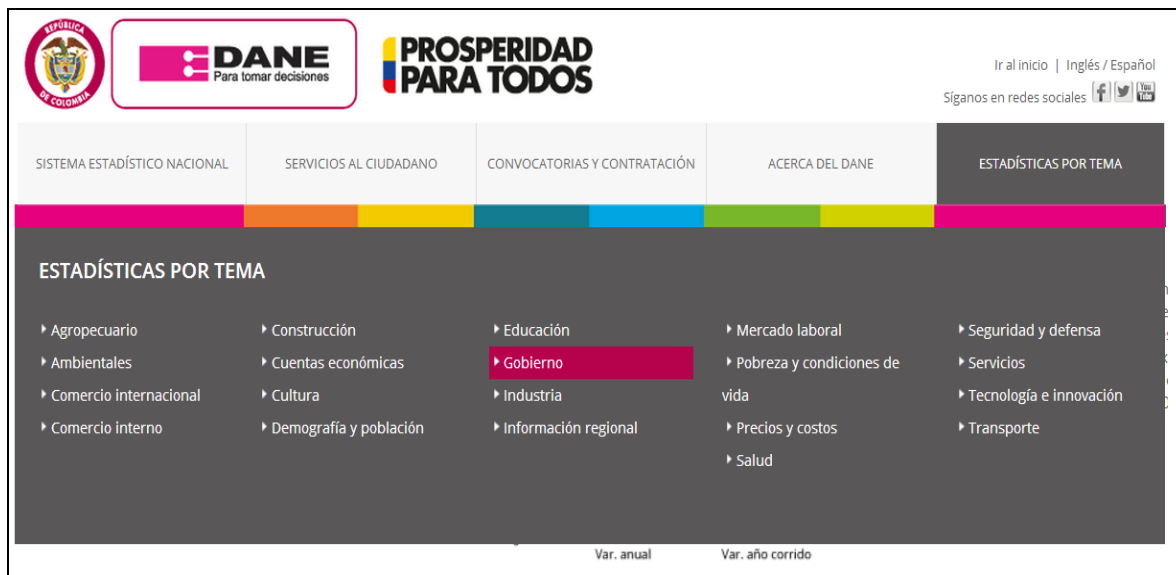 REPÚBLICA
DE COLOMBIA
DANE
Para tomar decisiones
PROSPERIDAD
PARA TODOS
Ir al inicio | Inglés / Español
Síganos en redes sociales f You Tube
SISTEMA ESTADÍSTICO NACIONAL SERVICIOS AL CIUDADANO CONVOCATORIAS Y CONTRATACIÓN ACERCA DEL DANE ESTADÍSTICAS POR TEMA
ESTADÍSTICAS POR TEMA
Agropecuario
Ambientales
Comercio internacional
Comercio interno
Construcción
Cuentas económicas
Cultura
Demografía y población
Educación
Gobierno
Industria
Información regional
Mercado laboral
Pobreza y condiciones de
vida
Precios y costos
Salud
Seguridad y defensa
Servicios
Tecnología e innovación
Transporte
Var. anual Var. año corrido